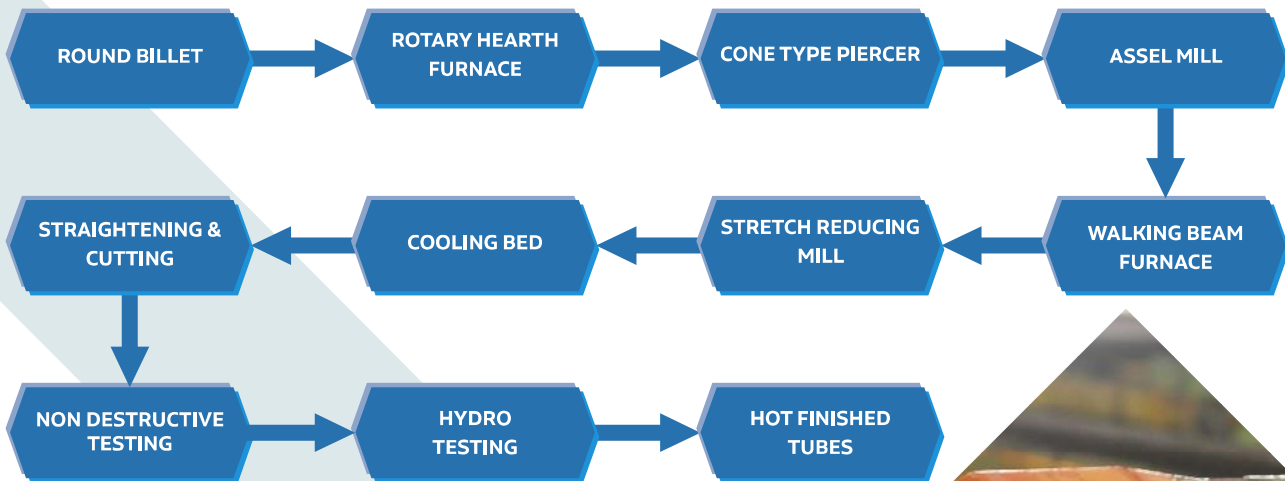 ROUND BILLET
ROTARY HEARTH
FURNACE
CONE TYPE PIERCER
ASSEL MILL
WALKING BEAM
FURNACE
STRETCH REDUCING
MILL
COOLING BED
STRAIGHTENING &
CUTTING
NON DESTRUCTIVE
TESTING
HYDRO
TESTING
HOT FINISHED
TUBES